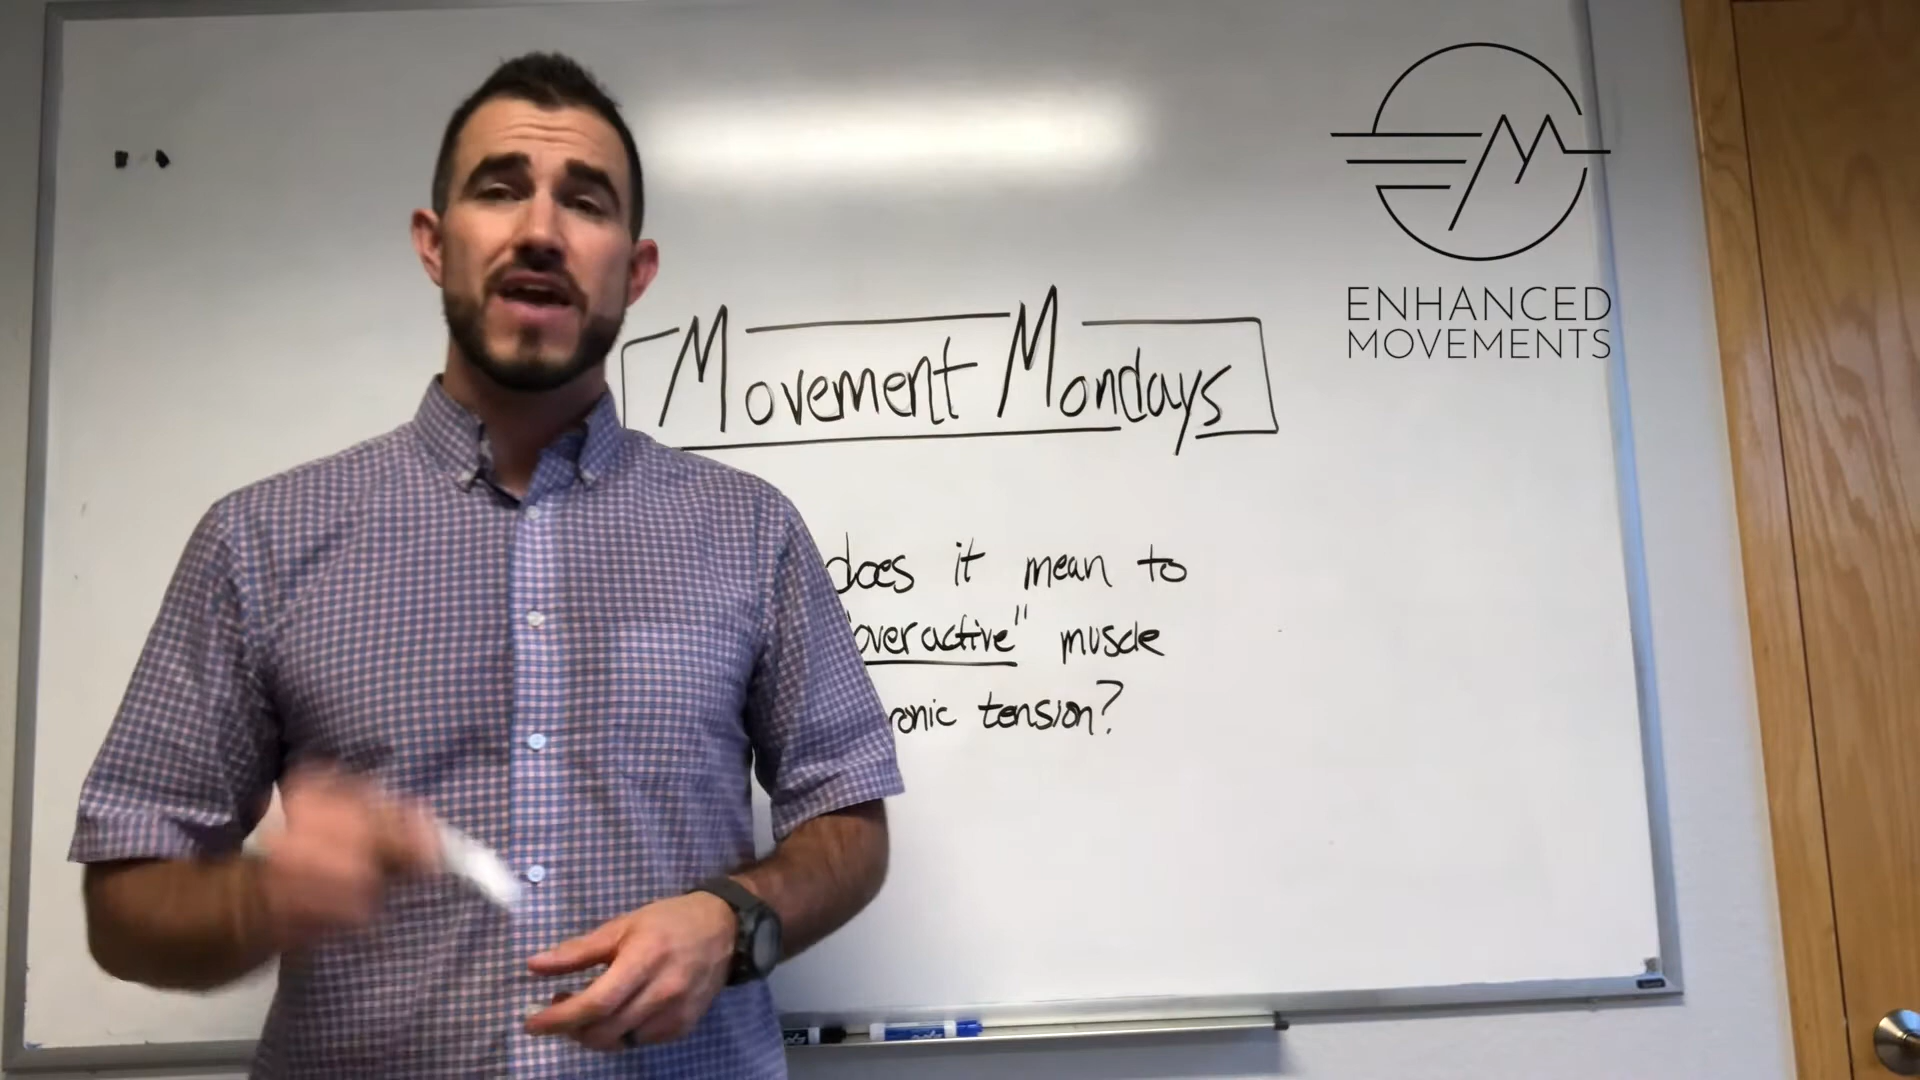 ENHANCED
MOVEMENTS
Movement Mondays
does it mean to
"overactive" muscle
tension?